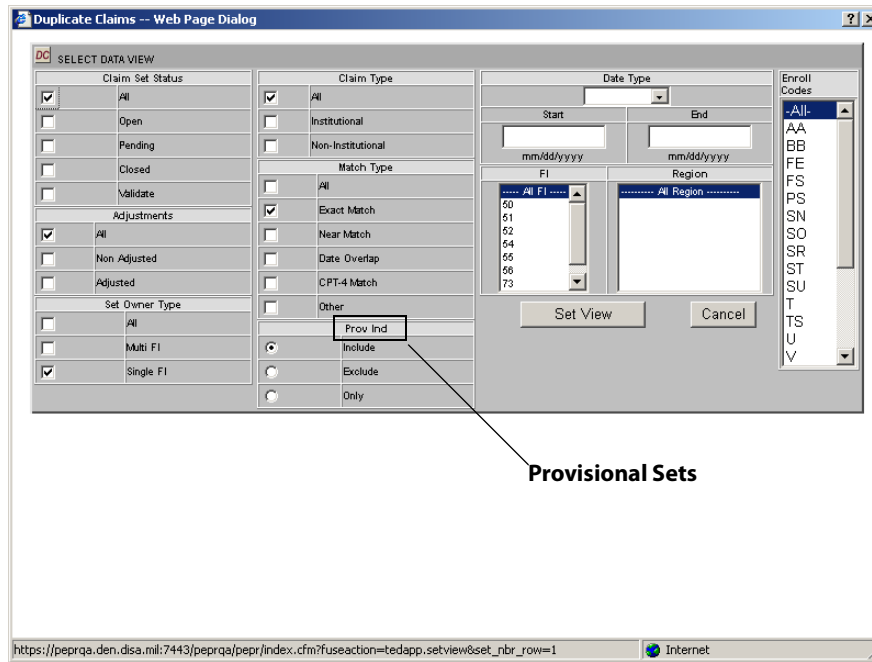 Duplicate Claims -- Web Page Dialog
DC SELECT DATA VIEW
Claim Set Status
All
Open
Pending
Closed
Validate
Adjustments
All
Non Adjusted
Adjusted
Set Owner Type
All
Multi FI
Single FI
Claim Type
All
Institutional
Non-Institutional
Match Type
All
Exact Match
Near Match
Date Overlap
CPT-4 Match
Other
Prov Ind
Include
Exclude
Only
Date Type
Start
End
mm/dd/yyyy
mm/dd/yyyy
FI
Region
----- All FI -----
50
51
52
54
55
56
73
---------- All Region ----------
Set View
Cancel
Enroll
Codes
-All-
AA
BB
FE
FS
PS
SN
SO
SR
ST
SU
T
TS
U
V
Provisional Sets
https://peprqa.den.disa.mil:7443/peprqa/pepr/index.cfm?fuseaction=tedapp.setview&set_nbr_row=1
Internet